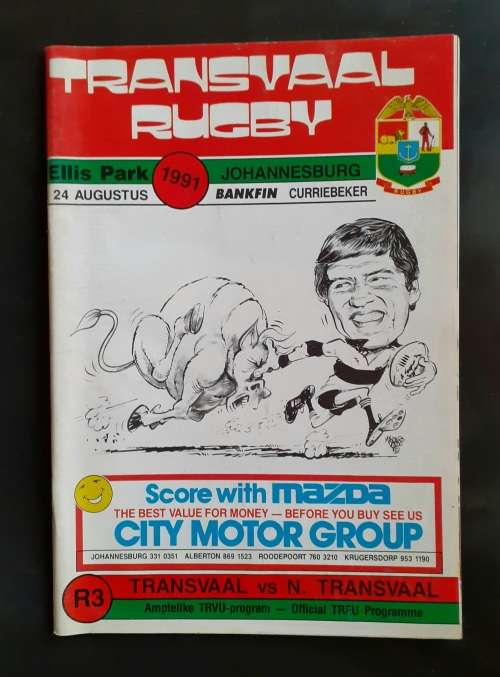 TRANSVAAL
RUGBY
Ellis Park 1991 JOHANNESBURG
24 AUGUSTUS BANKFIN CURRIEBEKER
RUGBY
Score with mazda
THE BEST VALUE FOR MONEY — BEFORE YOU BUY SEE US
CITY MOTOR GROUP
JOHANNESBURG 331 0351 ALBERTON 869 1523 ROODEPOORT 760 3210 KRUGERSDORP 953 1190
R3
TRANSVAAL vs N. TRANSVAAL
Amptelike TRVU-program — Official TRFU Programme